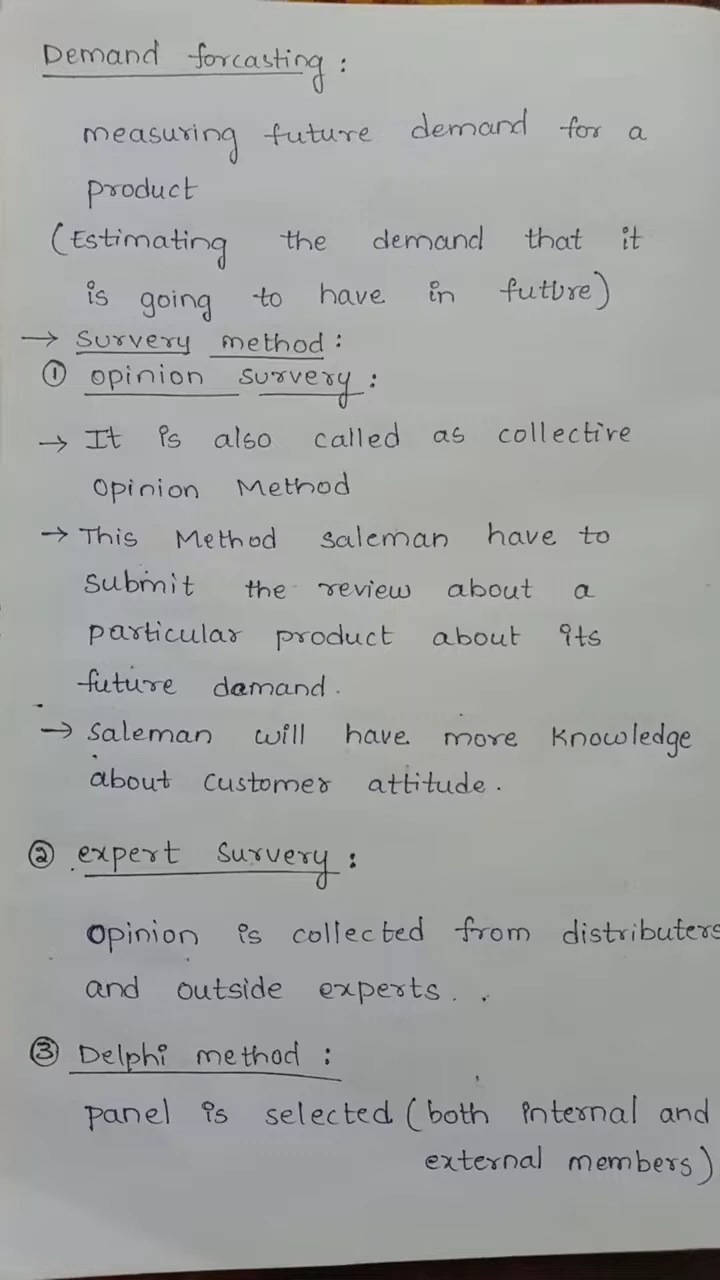 Demand forcasting :
measuring future demand for a
product
(Estimating the demand that it
is going to have in future)
→ Survery method :
① opinion survery :
→ It is also called as collective
Opinion Method
→ This Method saleman have to
submit the review about a
particular product about its
future demand.
→ Saleman will have more knowledge
about customer attitude.
② expert survery :
Opinion is collected from distributers
and outside experts.
③ Delphi method :
panel is selected (both internal and
external members)